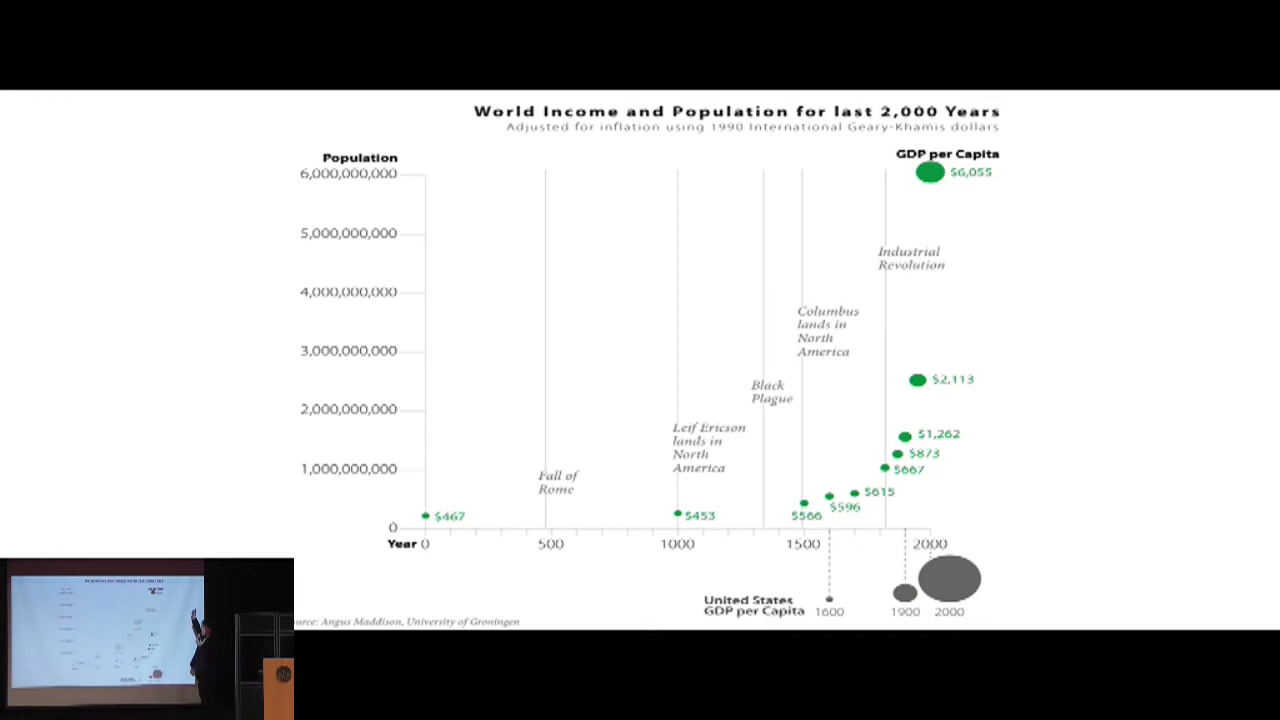 World Income and Population for last 2,000 Years
Adjusted for inflation using 1990 International Geary-Khamis dollars
Population
GDP per Capita
6,000,000,000
$6,055
5,000,000,000
Industrial
Revolution
4,000,000,000
Columbus
lands in
North
America
3,000,000,000
$2,113
Black
Plague
2,000,000,000
Leif Ericson
lands in
North
America
$1,262
$873
1,000,000,000
$667
Fall of
Rome
$615
$596
$467
$453
$566
0
Year 0
500
1000
1500
2000
United States
GDP per Capita
1600
1900
2000
Angus Maddison, University of Groningen